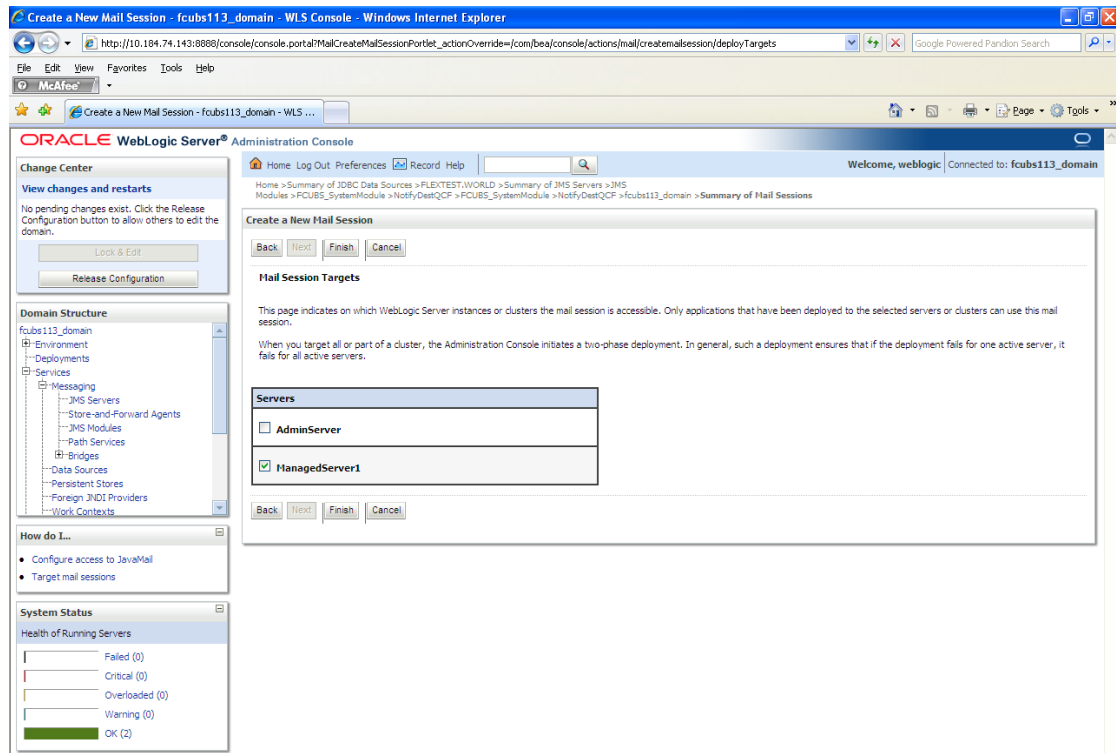 Create a New Mail Session - fcubs113_domain - WLS Console - Windows Internet Explorer
http://10.184.74.143:8888/console/console.portal?MailCreateMailSessionPortlet_actionOverride=/com/bea/console/actions/mail/createmailsession/deployTargets
Google Powered Pandion Search
File Edit View Favorites Tools Help
McAfee
Create a New Mail Session - fcubs113_domain - WLS ...
Page Tools
ORACLE WebLogic Server® Administration Console
Change Center
View changes and restarts
No pending changes exist. Click the Release
Configuration button to allow others to edit the
domain.
Lock & Edit
Release Configuration
Domain Structure
fcubs113_domain
Environment
Deployments
Services
Messaging
JMS Servers
Store-and-Forward Agents
JMS Modules
Path Services
Bridges
Data Sources
Persistent Stores
Foreign JNDI Providers
Work Contexts
How do I...
Configure access to JavaMail
Target mail sessions
System Status
Health of Running Servers
Failed (0)
Critical (0)
Overloaded (0)
Warning (0)
OK (2)
Home Log Out Preferences Record Help
Welcome, weblogic Connected to: fcubs113_domain
Home >Summary of JDBC Data Sources >FLEXTEST.WORLD >Summary of JMS Servers >JMS
Modules >FCUBS_SystemModule >NotifyDestQCF >FCUBS_SystemModule >NotifyDestQCF >fcubs113_domain >Summary of Mail Sessions
Create a New Mail Session
Back Next Finish Cancel
Mail Session Targets
This page indicates on which WebLogic Server instances or clusters the mail session is accessible. Only applications that have been deployed to the selected servers or clusters can use this mail
session.
When you target all or part of a cluster, the Administration Console initiates a two-phase deployment. In general, such a deployment ensures that if the deployment fails for one active server, it
fails for all active servers.
Servers
AdminServer
ManagedServer1
Back Next Finish Cancel